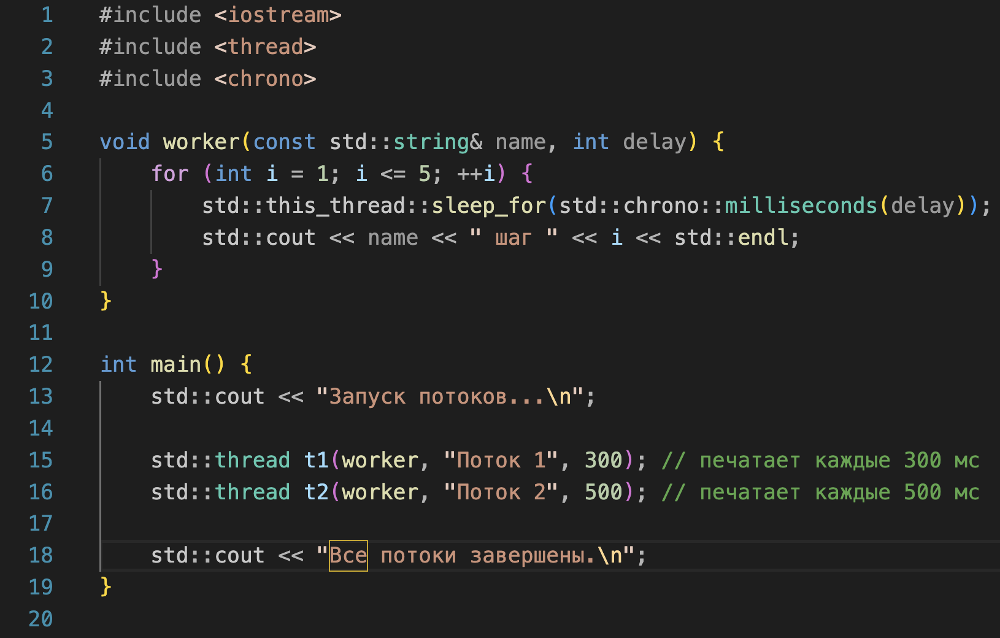 1 #include <iostream>
2 #include <thread>
3 #include <chrono>
4
5 void worker(const std::string& name, int delay) {
6     for (int i = 1; i <= 5; ++i) {
7         std::this_thread::sleep_for(std::chrono::milliseconds(delay));
8         std::cout << name << " шаг " << i << std::endl;
9     }
10 }
11
12 int main() {
13     std::cout << "Запуск потоков...\n";
14
15     std::thread t1(worker, "Поток 1", 300); // печатает каждые 300 мс
16     std::thread t2(worker, "Поток 2", 500); // печатает каждые 500 мс
17
18     std::cout << "Все потоки завершены.\n";
19 }
20